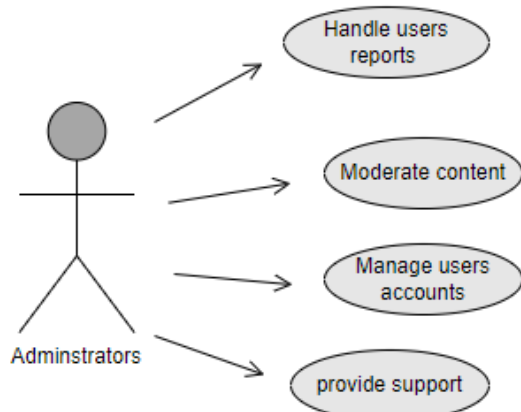 Handle users
reports
Moderate content
Manage users
accounts
Adminstrators
provide support